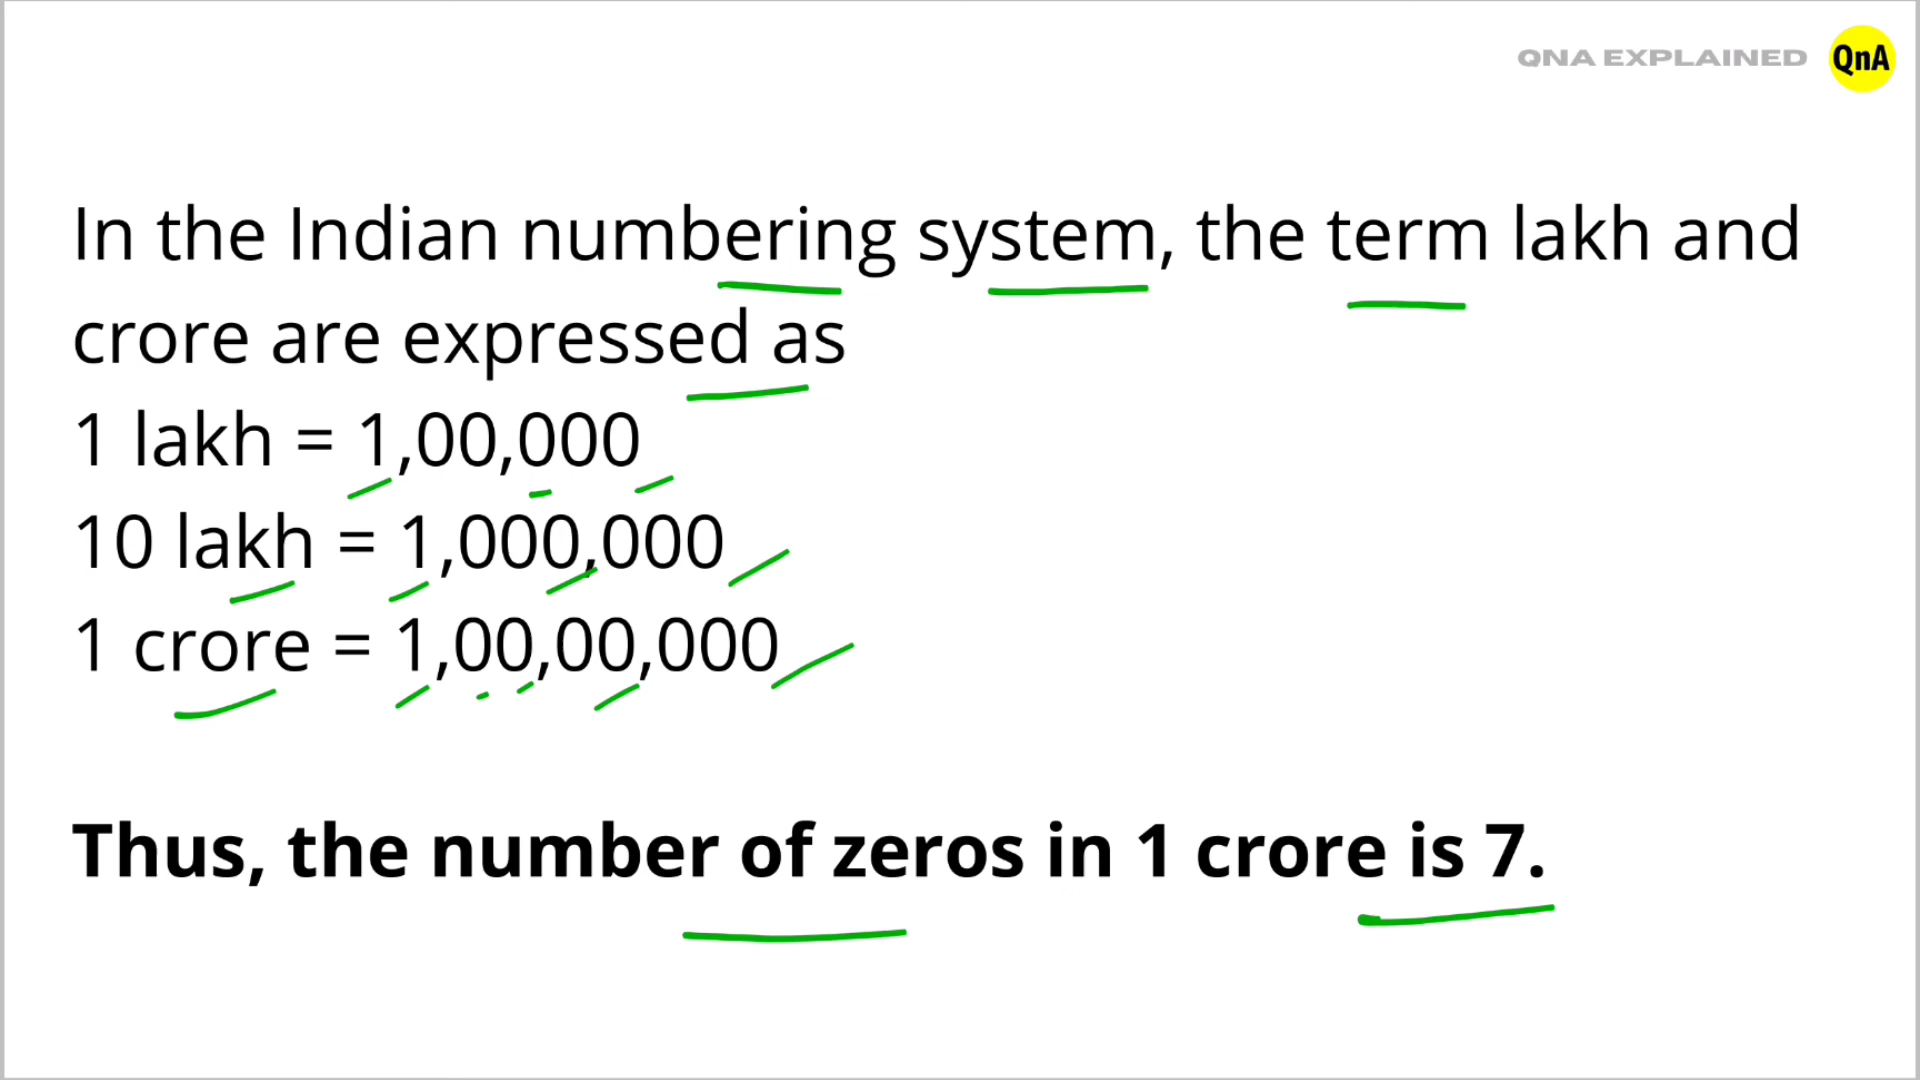 QNA EXPLAINED QnA
In the Indian numbering system, the term lakh and
crore are expressed as
1 lakh = 1,00,000
10 lakh = 1,000,000
1 crore = 1,00,00,000
Thus, the number of zeros in 1 crore is 7.